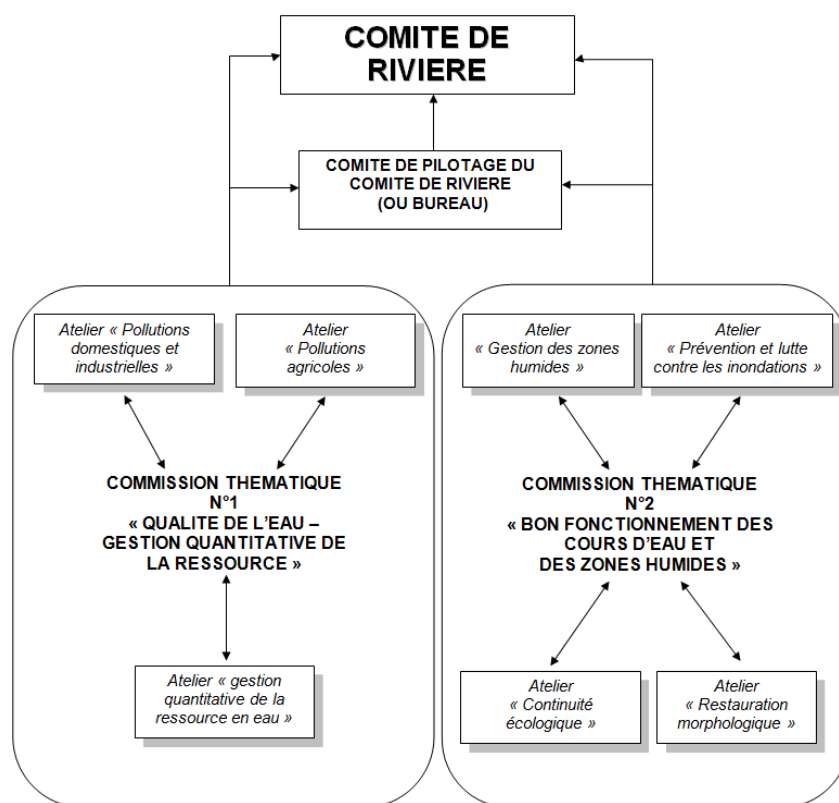 COMITE DE
RIVIERE
COMITE DE PILOTAGE DU
COMITE DE RIVIERE
(OU BUREAU)
Atelier « Pollutions
domestiques et
industrielles »
Atelier
« Pollutions
agricoles »
COMMISSION THEMATIQUE
N°1
« QUALITE DE L'EAU –
GESTION QUANTITATIVE DE
LA RESSOURCE »
Atelier « gestion
quantitative de la
ressource en eau »
Atelier
« Gestion des zones
humides »
Atelier
« Prévention et lutte
contre les inondations »
COMMISSION THEMATIQUE
N°2
« BON FONCTIONNEMENT DES
COURS D'EAU ET
DES ZONES HUMIDES »
Atelier
« Continuité
écologique »
Atelier
« Restauration
morphologique »